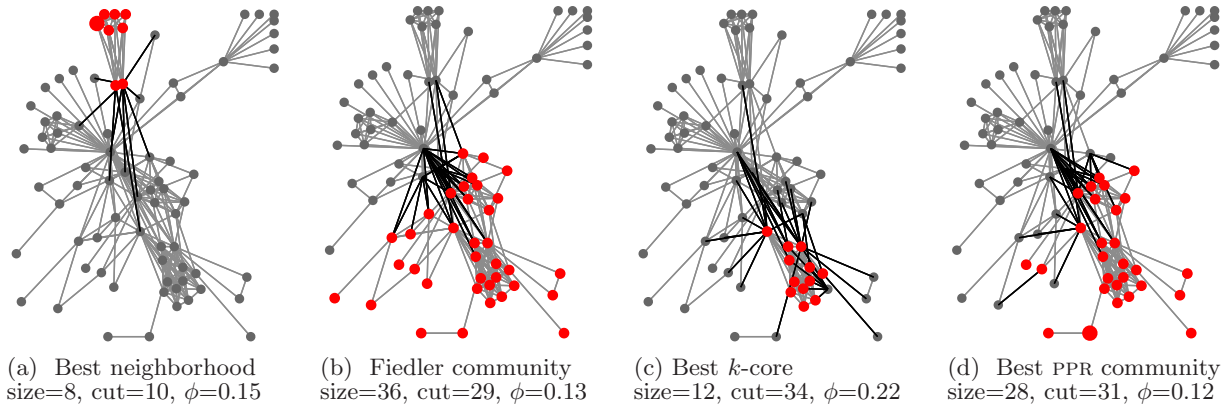 (a) Best neighborhood
size=8, cut=10, ϕ=0.15
(b) Fiedler community
size=36, cut=29, ϕ=0.13
(c) Best k-core
size=12, cut=34, ϕ=0.22
(d) Best PPR community
size=28, cut=31, ϕ=0.12